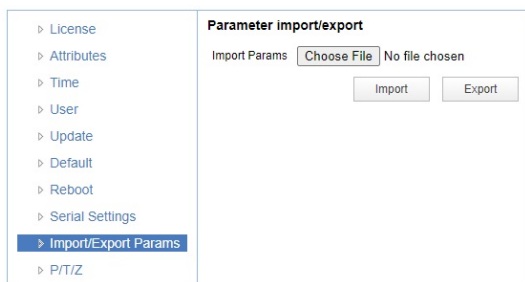 License
Attributes
Time
User
Update
Default
Reboot
Serial Settings
Import/Export Params
P/T/Z
Parameter import/export
Import Params Choose File No file chosen
Import Export